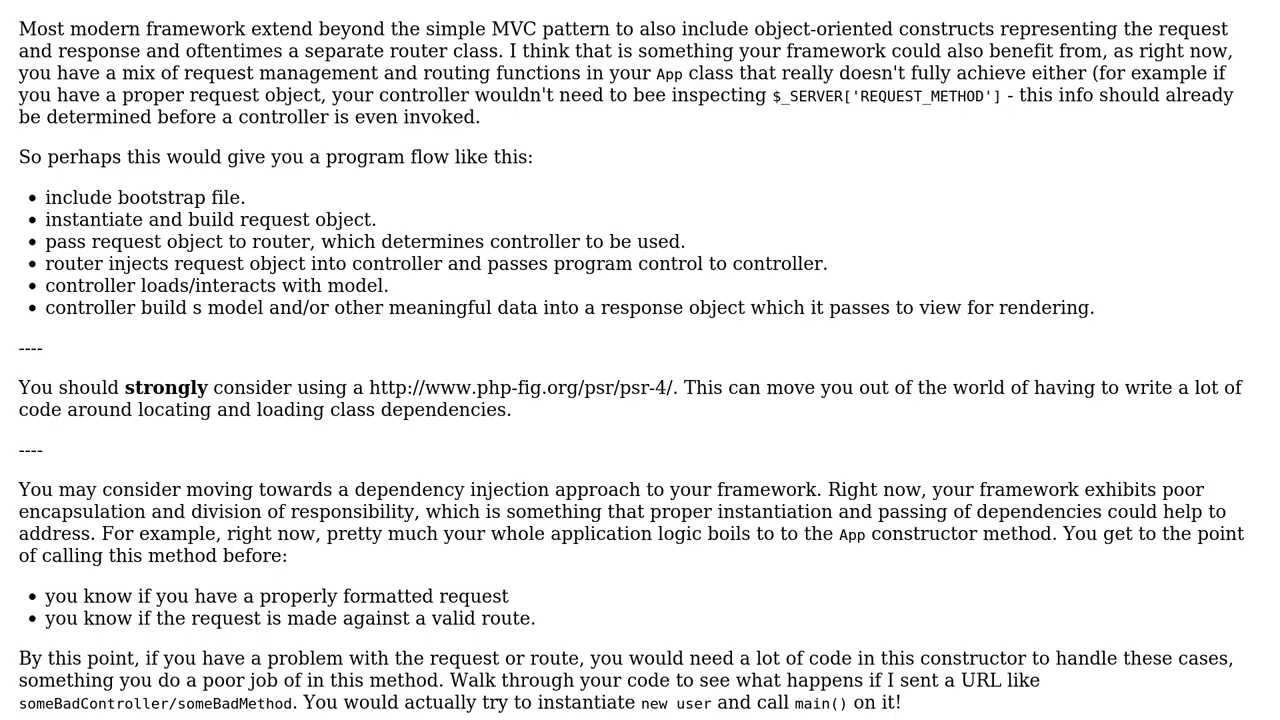 Most modern framework extend beyond the simple MVC pattern to also include object-oriented constructs representing the request
and response and oftentimes a separate router class. I think that is something your framework could also benefit from, as right now,
you have a mix of request management and routing functions in your App class that really doesn't fully achieve either (for example if
you have a proper request object, your controller wouldn't need to bee inspecting $_SERVER['REQUEST_METHOD'] - this info should already
be determined before a controller is even invoked.
So perhaps this would give you a program flow like this:
• include bootstrap file.
• instantiate and build request object.
• pass request object to router, which determines controller to be used.
• router injects request object into controller and passes program control to controller.
• controller loads/interacts with model.
• controller build s model and/or other meaningful data into a response object which it passes to view for rendering.
----
You should strongly consider using a http://www.php-fig.org/psr/psr-4/. This can move you out of the world of having to write a lot of
code around locating and loading class dependencies.
----
You may consider moving towards a dependency injection approach to your framework. Right now, your framework exhibits poor
encapsulation and division of responsibility, which is something that proper instantiation and passing of dependencies could help to
address. For example, right now, pretty much your whole application logic boils to to the App constructor method. You get to the point
of calling this method before:
• you know if you have a properly formatted request
• you know if the request is made against a valid route.
By this point, if you have a problem with the request or route, you would need a lot of code in this constructor to handle these cases,
something you do a poor job of in this method. Walk through your code to see what happens if I sent a URL like
someBadController/someBadMethod. You would actually try to instantiate new user and call main() on it!